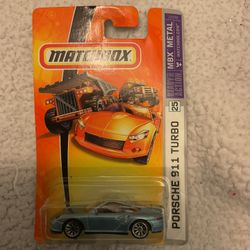 MATCHBOX
MBX METAL
25
PORSCHE 911 TURBO